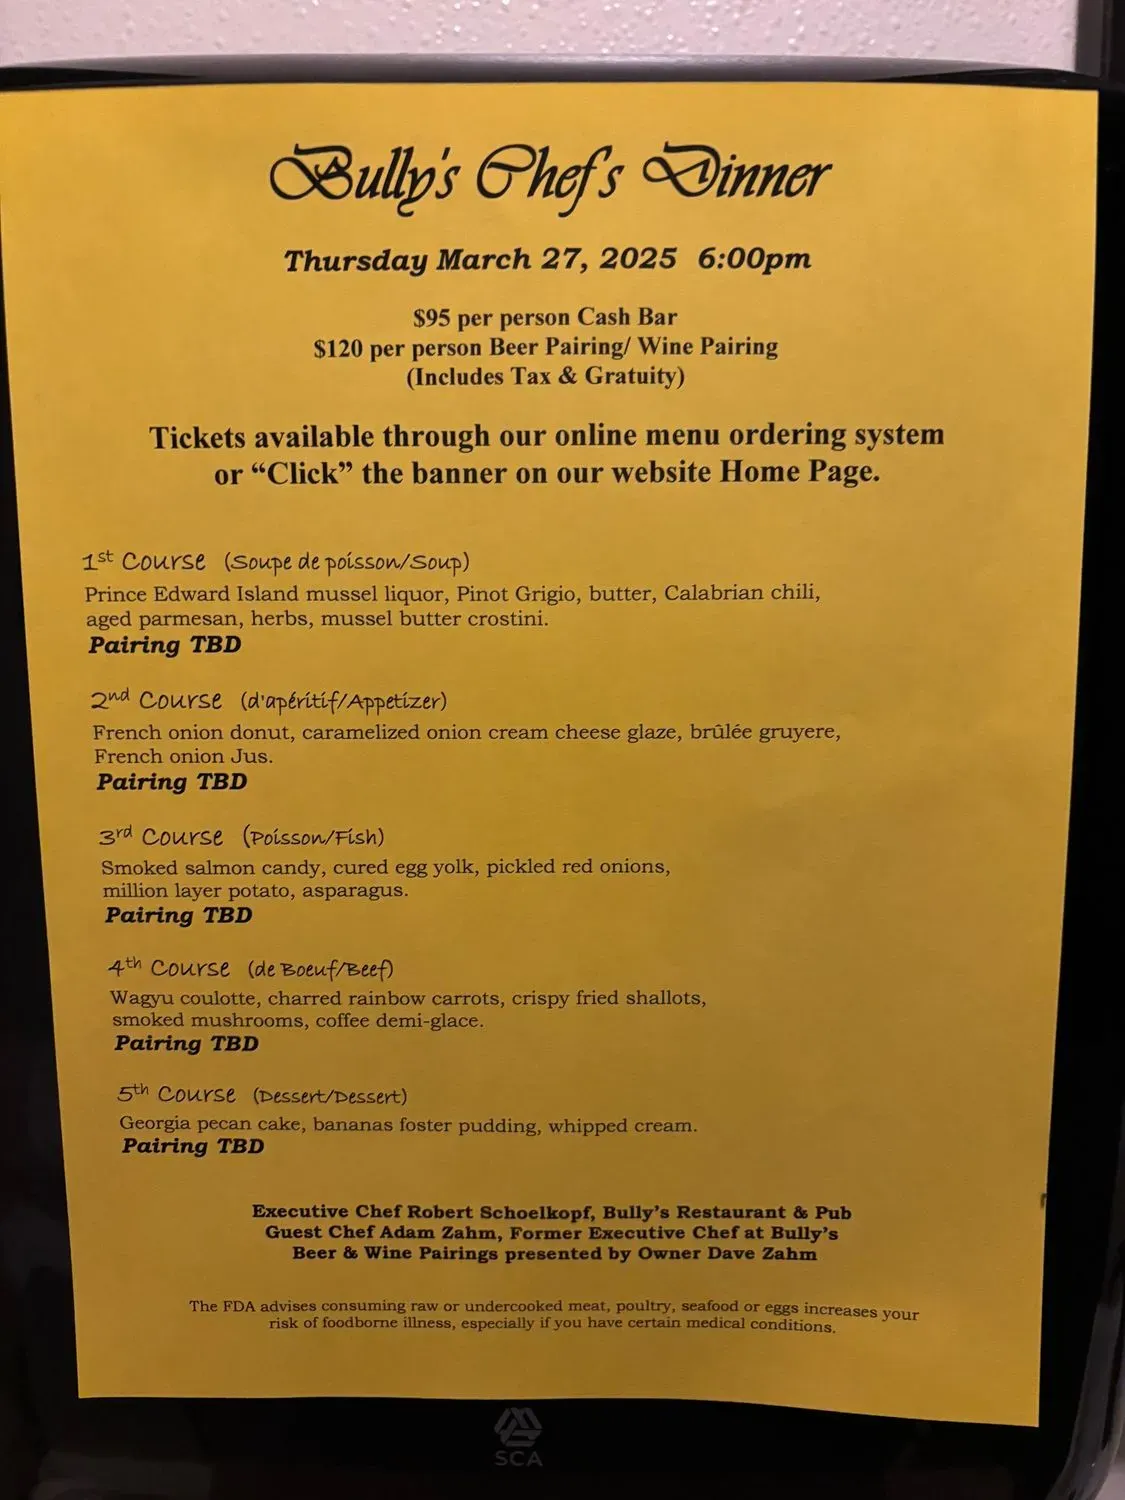 Bully's Chef's Dinner
Thursday March 27, 2025 6:00pm
$95 per person Cash Bar
$120 per person Beer Pairing/ Wine Pairing
(Includes Tax & Gratuity)
Tickets available through our online menu ordering system
or “Click” the banner on our website Home Page.
1st Course (Soupe de poisson/Soup)
Prince Edward Island mussel liquor, Pinot Grigio, butter, Calabrian chili,
aged parmesan, herbs, mussel butter crostini.
Pairing TBD
2nd Course (d'apéritif/Appetizer)
French onion donut, caramelized onion cream cheese glaze, brûlée gruyere,
French onion Jus.
Pairing TBD
3rd Course (Poisson/Fish)
Smoked salmon candy, cured egg yolk, pickled red onions,
million layer potato, asparagus.
Pairing TBD
4th Course (de Boeuf/Beef)
Wagyu coulotte, charred rainbow carrots, crispy fried shallots,
smoked mushrooms, coffee demi-glace.
Pairing TBD
5th Course (Dessert/Dessert)
Georgia pecan cake, bananas foster pudding, whipped cream.
Pairing TBD
Executive Chef Robert Schoelkopf, Bully’s Restaurant & Pub
Guest Chef Adam Zahm, Former Executive Chef at Bully’s
Beer & Wine Pairings presented by Owner Dave Zahm
The FDA advises consuming raw or undercooked meat, poultry, seafood or eggs increases your
risk of foodborne illness, especially if you have certain medical conditions.
SCA